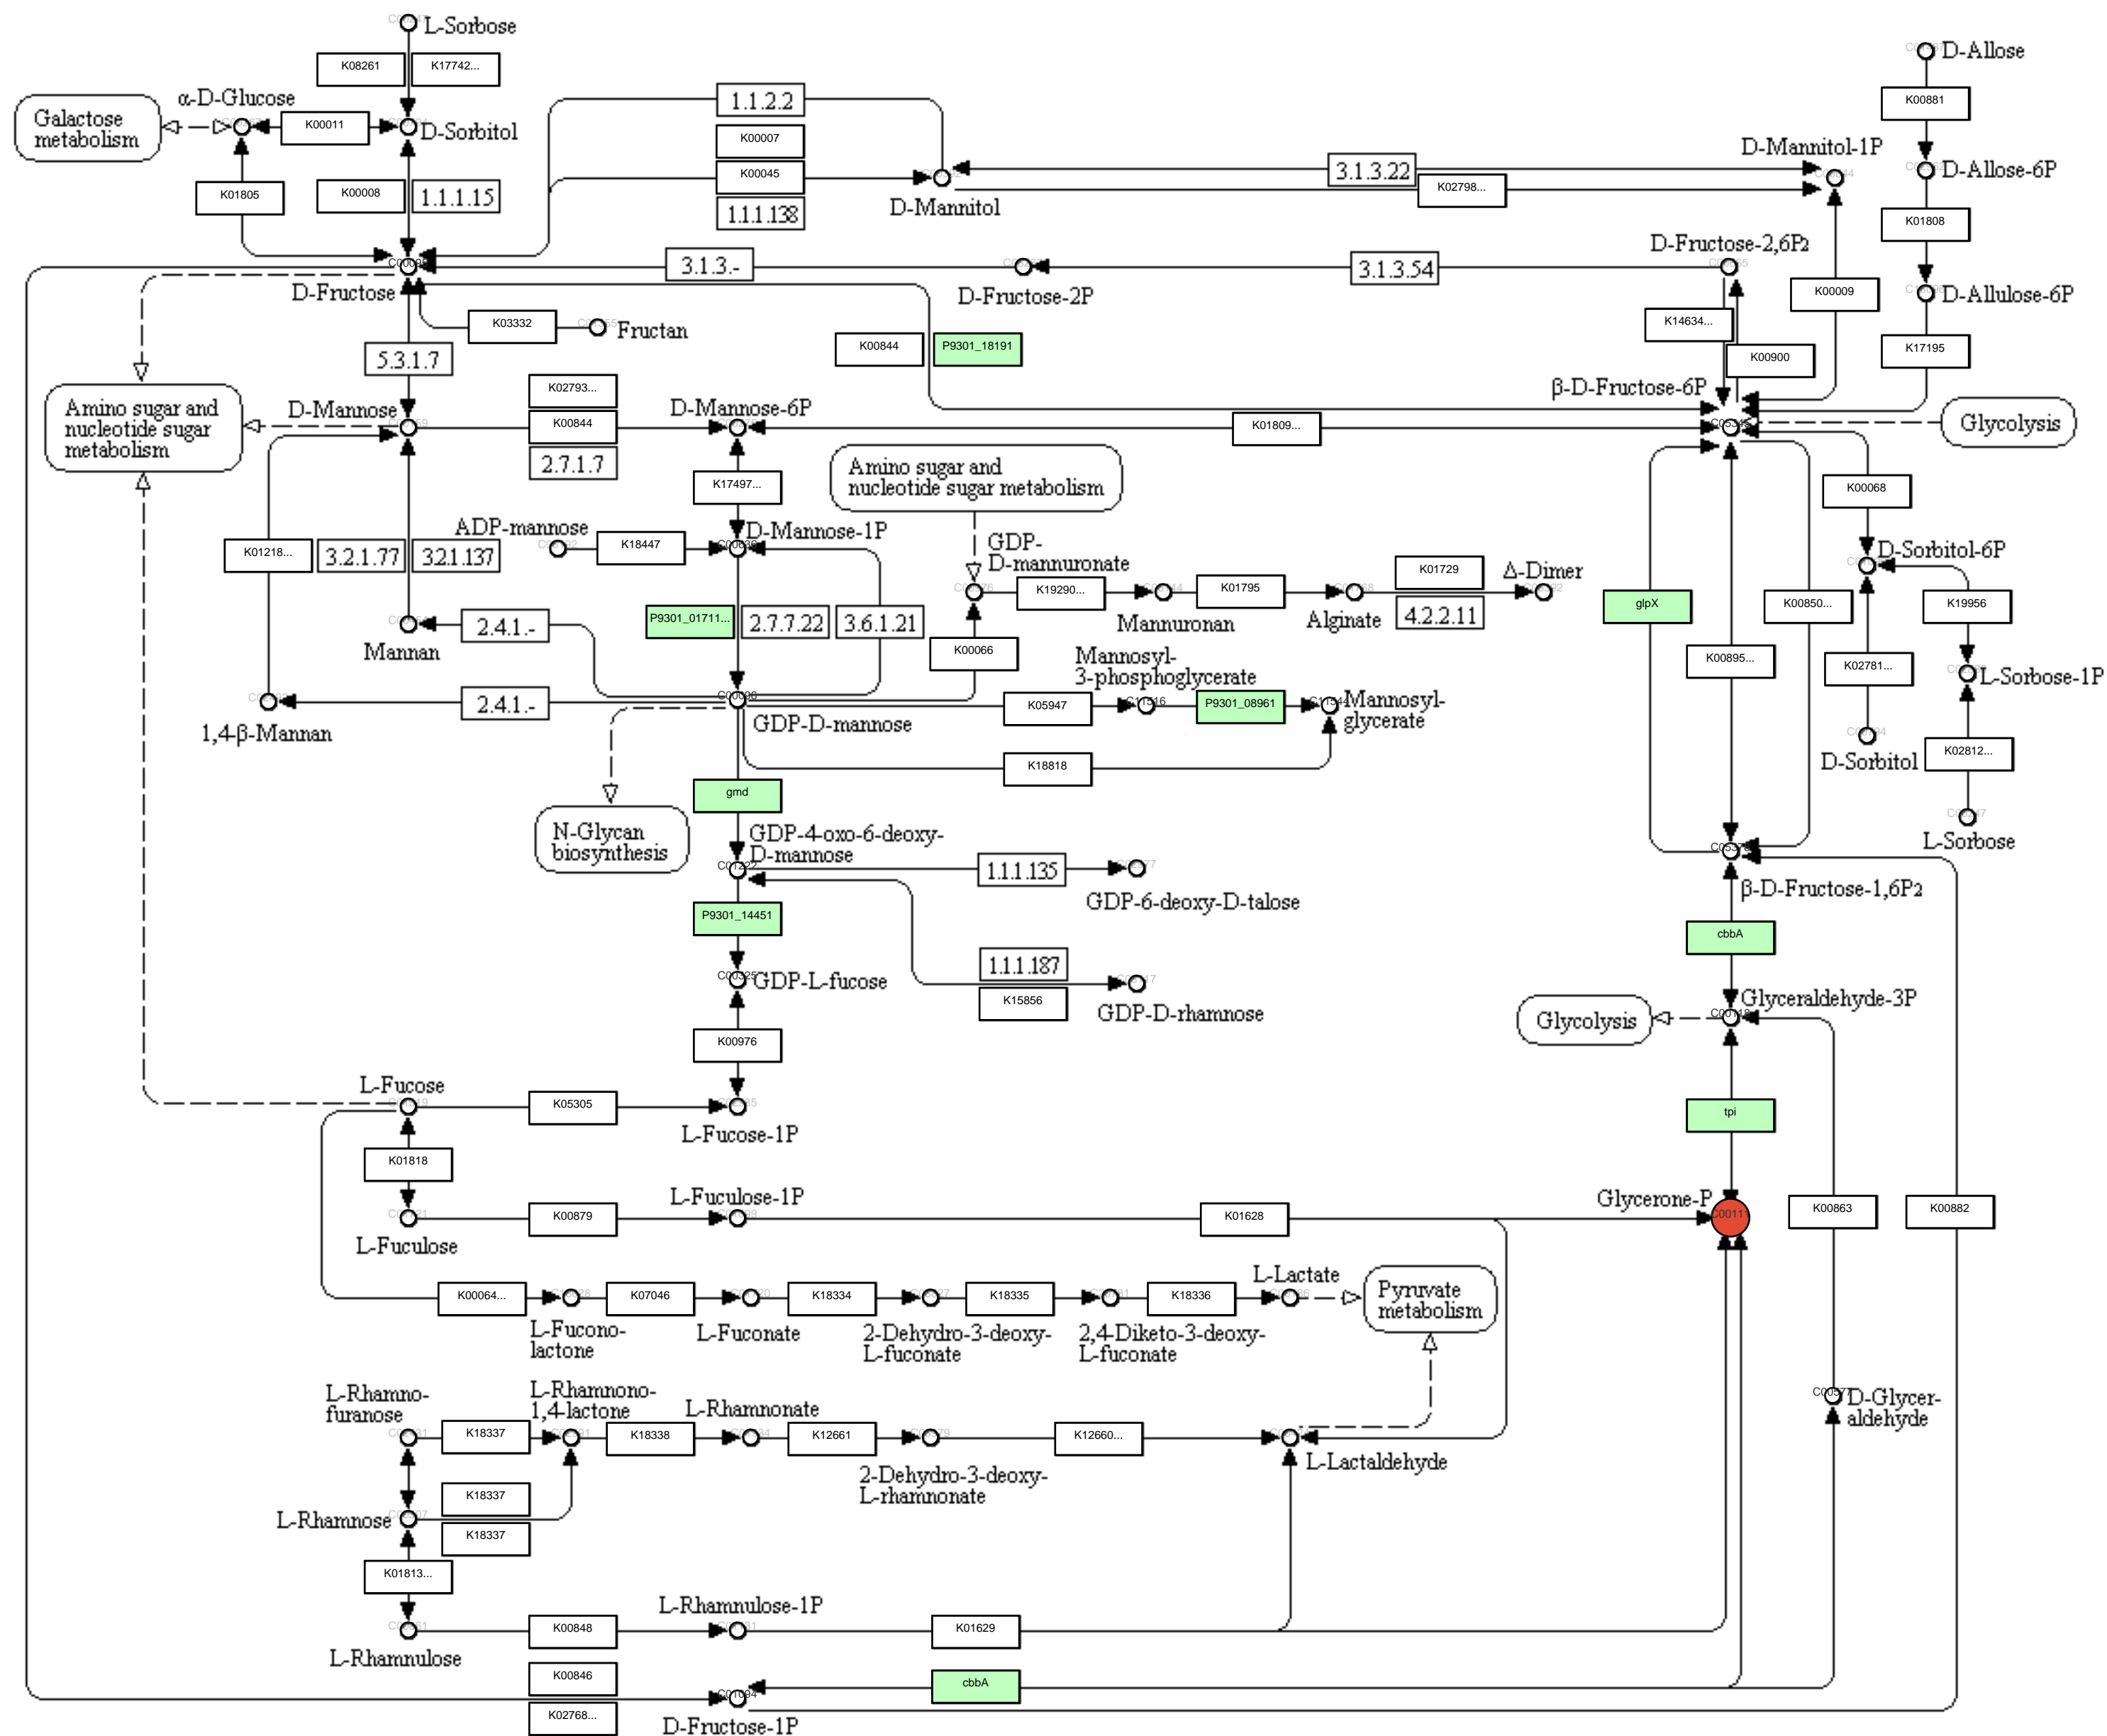 L-Sorbose
K08261
K17742...
D-Allose
α-D-Glucose
Galactose
metabolism
K00011
D-Sorbitol
1.1.2.2
K00881
K00007
D-Mannitol-1P
K01805
K00008
1.1.1.15
K00045
3.1.3.22
K02798...
D-Allose-6P
D-Mannitol
1.1.1.138
K01808
D-Fructose-2,6P2
3.1.3.-
3.1.3.54
D-Fructose
D-Fructose-2P
K00009
D-Allulose-6P
K03332
Fructan
K14634...
5.3.1.7
K00844
P9301_18191
K00900
K17195
Amino sugar and
nucleotide sugar
metabolism
D-Mannose
K02793...
D-Mannose-6P
β-D-Fructose-6P
K00844
K01809...
Glycolysis
2.7.1.7
Amino sugar and
nucleotide sugar metabolism
K17497...
K00068
ADP-mannose
D-Mannose-1P
K01218...
3.2.1.77
3.2.1.137
K18447
GDP-
D-mannuronate
K01729
Δ-Dimer
D-Sorbitol-6P
K19290...
K01795
glpX
K00850...
K19956
Mannan
2.4.1.-
P9301_01711...
2.7.7.22
3.6.1.21
Mannuronan
Alginate
4.2.2.11
K00066
Mannosyl-
3-phosphoglycerate
K00895...
K02781...
L-Sorbose-1P
1,4-β-Mannan
2.4.1.-
C00096
GDP-D-mannose
K05947
P9301_08961
Mannosyl-
glycerate
K18818
D-Sorbitol
K02812...
gmd
N-Glycan
biosynthesis
GDP-4-oxo-6-deoxy-
D-mannose
L-Sorbose
C01222
1.1.1.135
GDP-6-deoxy-D-talose
β-D-Fructose-1,6P2
P9301_14451
cbbA
C00325
GDP-L-fucose
1.1.1.187
K15856
GDP-D-rhamnose
Glyceraldehyde-3P
Glycolysis
C00118
K00976
L-Fucose
K05305
L-Fucose-1P
tpi
K01818
L-Fuculose
K00879
L-Fuculose-1P
K01628
Glycerone-P
C00111
K00863
K00882
K00064...
K07046
K18334
K18335
K18336
L-Lactate
Pyruvate
metabolism
L-Fucono-
lactone
L-Fuconate
2-Dehydro-3-deoxy-
L-fuconate
2,4-Diketo-3-deoxy-
L-fuconate
L-Rhamno-
furanose
L-Rhamnono-
1,4-lactone
L-Rhamnonate
K18337
K18338
K12661
K12660...
L-Lactaldehyde
D-Glycer-
aldehyde
2-Dehydro-3-deoxy-
L-rhamnonate
K18337
L-Rhamnose
K18337
K01813...
L-Rhamnulose
K00848
L-Rhamnulose-1P
K01629
K00846
cbbA
C01094
K02768...
D-Fructose-1P